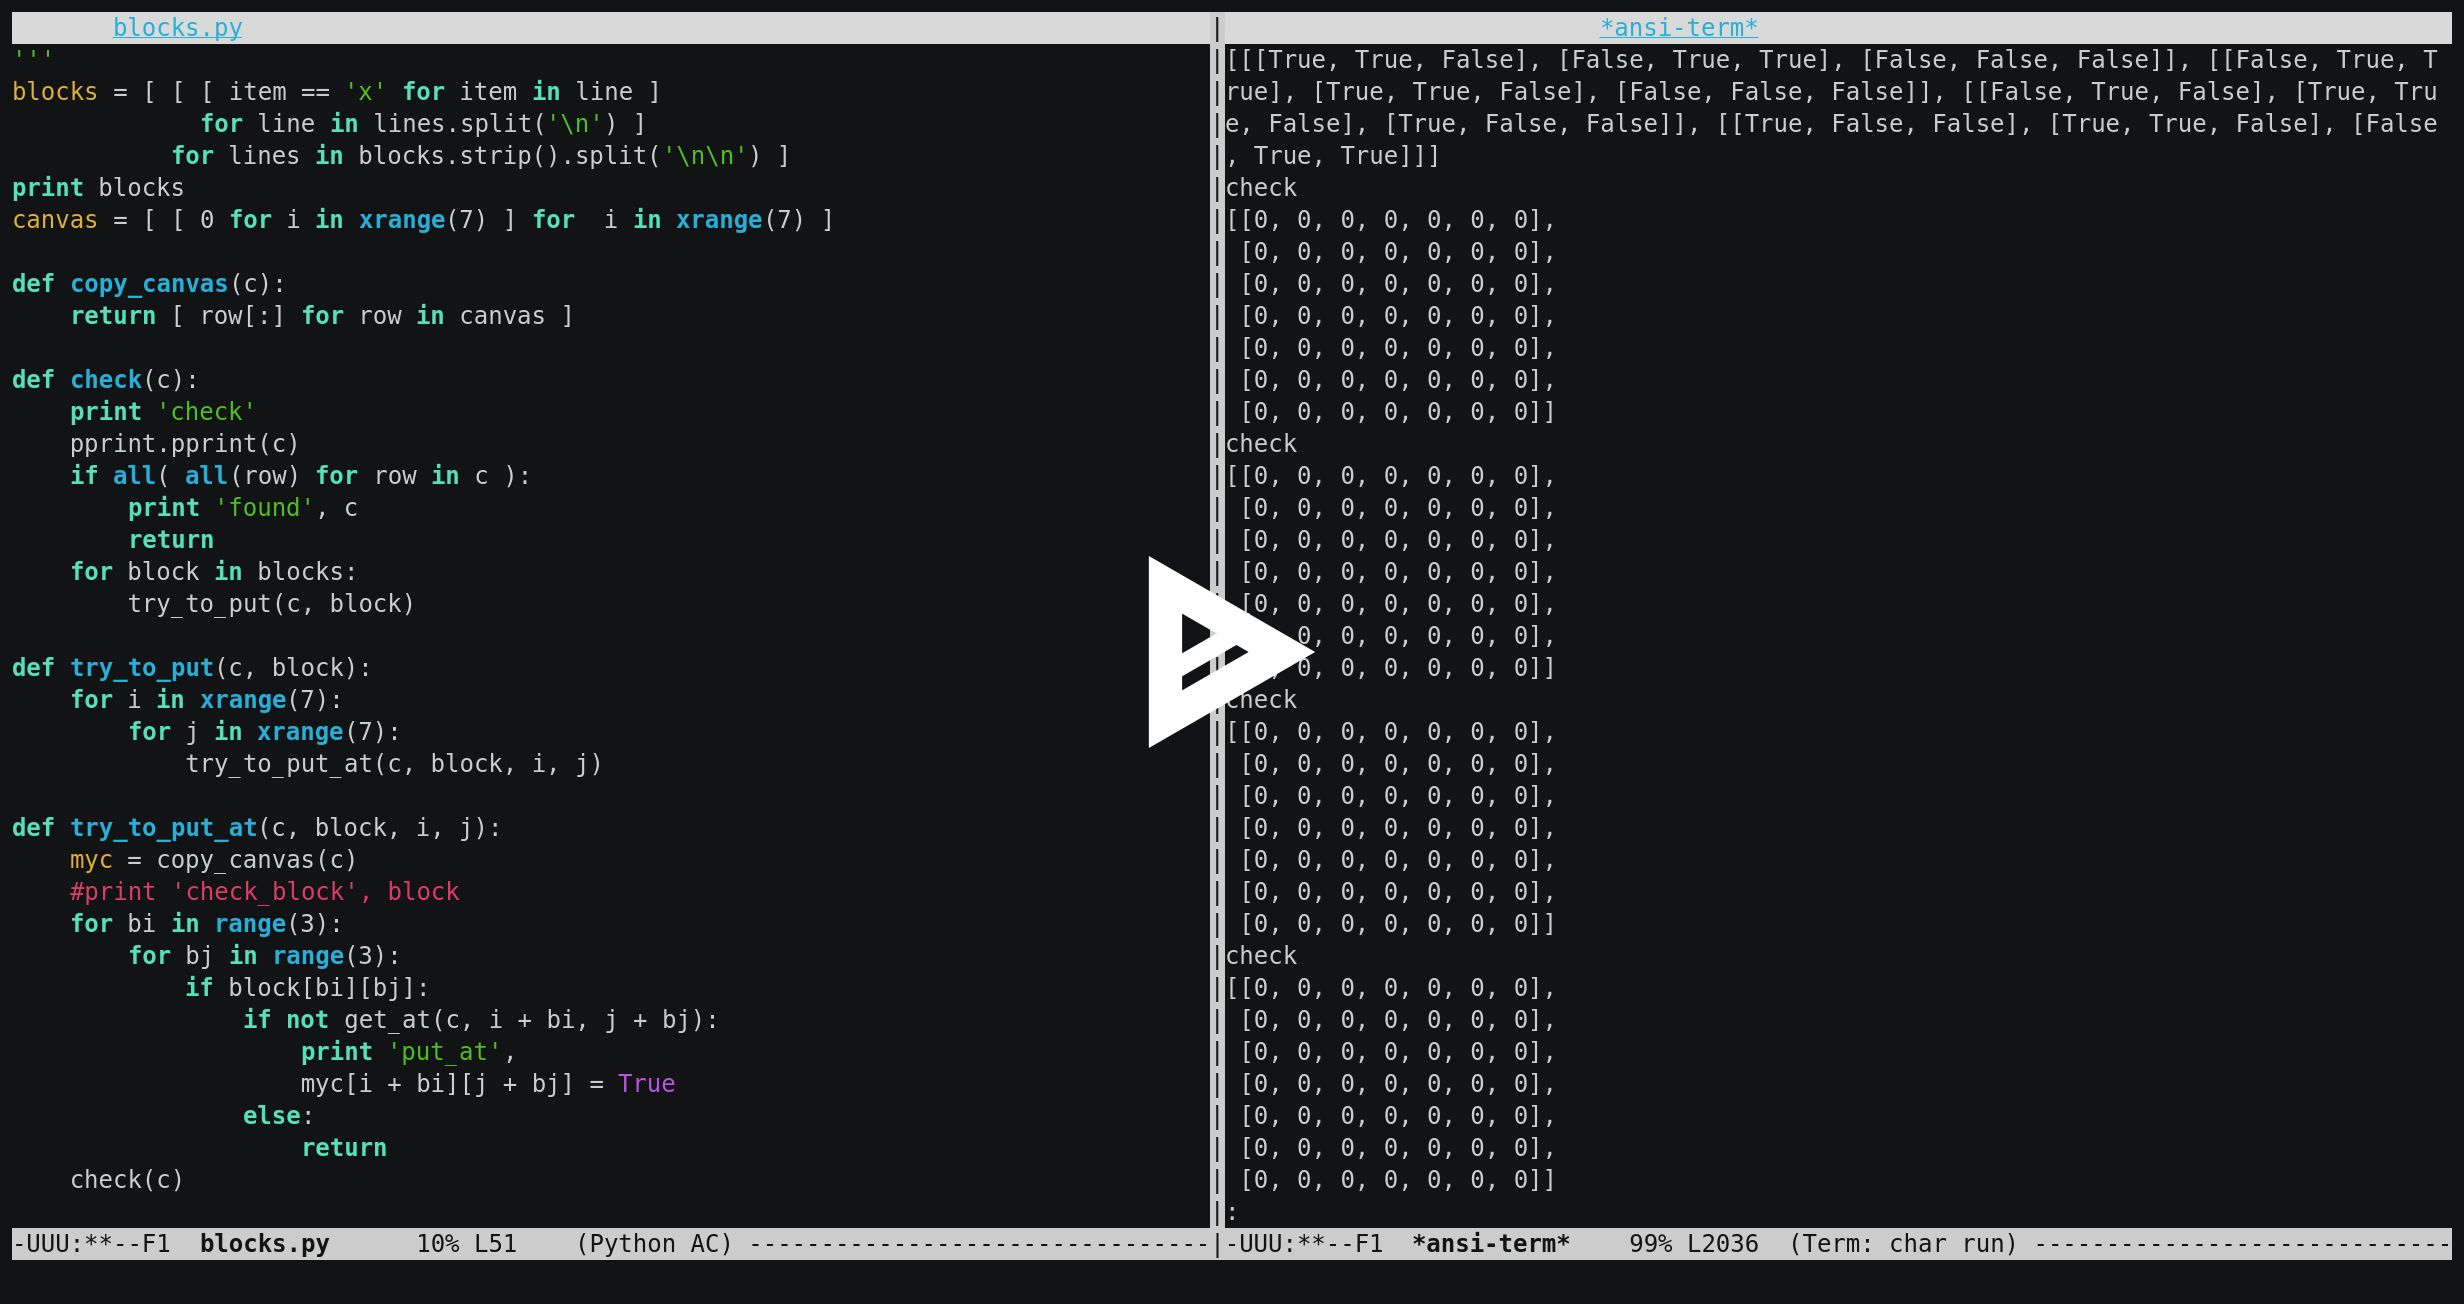 blocks.py
'''
blocks = [ [ [ item == 'x' for item in line ]
             for line in lines.split('\n') ]
           for lines in blocks.strip().split('\n\n') ]
print blocks
canvas = [ [ 0 for i in xrange(7) ] for  i in xrange(7) ]

def copy_canvas(c):
    return [ row[:] for row in canvas ]

def check(c):
    print 'check'
    pprint.pprint(c)
    if all( all(row) for row in c ):
        print 'found', c
        return
    for block in blocks:
        try_to_put(c, block)

def try_to_put(c, block):
    for i in xrange(7):
        for j in xrange(7):
            try_to_put_at(c, block, i, j)

def try_to_put_at(c, block, i, j):
    myc = copy_canvas(c)
    #print 'check_block', block
    for bi in range(3):
        for bj in range(3):
            if block[bi][bj]:
                if not get_at(c, i + bi, j + bj):
                    print 'put_at',
                    myc[i + bi][j + bj] = True
                else:
                    return
    check(c)

-UUU:**--F1  blocks.py      10% L51    (Python AC) --------------------------------
*ansi-term*
[[[True, True, False], [False, True, True], [False, False, False]], [[False, True, T
rue], [True, True, False], [False, False, False]], [[False, True, False], [True, Tru
e, False], [True, False, False]], [[True, False, False], [True, True, False], [False
, True, True]]]
check
[[0, 0, 0, 0, 0, 0, 0],
 [0, 0, 0, 0, 0, 0, 0],
 [0, 0, 0, 0, 0, 0, 0],
 [0, 0, 0, 0, 0, 0, 0],
 [0, 0, 0, 0, 0, 0, 0],
 [0, 0, 0, 0, 0, 0, 0],
 [0, 0, 0, 0, 0, 0, 0]]
check
[[0, 0, 0, 0, 0, 0, 0],
 [0, 0, 0, 0, 0, 0, 0],
 [0, 0, 0, 0, 0, 0, 0],
 [0, 0, 0, 0, 0, 0, 0],
 [0, 0, 0, 0, 0, 0, 0],
 0, 0, 0, 0, 0, 0],
 , 0, 0, 0, 0, 0, 0]]
check
[[0, 0, 0, 0, 0, 0, 0],
 [0, 0, 0, 0, 0, 0, 0],
 [0, 0, 0, 0, 0, 0, 0],
 [0, 0, 0, 0, 0, 0, 0],
 [0, 0, 0, 0, 0, 0, 0],
 [0, 0, 0, 0, 0, 0, 0],
 [0, 0, 0, 0, 0, 0, 0]]
check
[[0, 0, 0, 0, 0, 0, 0],
 [0, 0, 0, 0, 0, 0, 0],
 [0, 0, 0, 0, 0, 0, 0],
 [0, 0, 0, 0, 0, 0, 0],
 [0, 0, 0, 0, 0, 0, 0],
 [0, 0, 0, 0, 0, 0, 0],
 [0, 0, 0, 0, 0, 0, 0]]
:
-UUU:**--F1  *ansi-term*    99% L2036  (Term: char run) -----------------------------